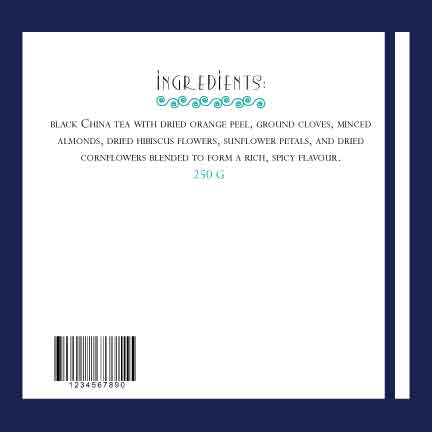 INGREDIENTS:
BLACK CHINA TEA WITH DRIED ORANGE PEEL, GROUND CLOVES, MINCED
ALMONDS, DRIED HIBISCUS FLOWERS, SUNFLOWER PETALS, AND DRIED
CORNFLOWERS BLENDED TO FORM A RICH, SPICY FLAVOUR.
250 G
1234567890